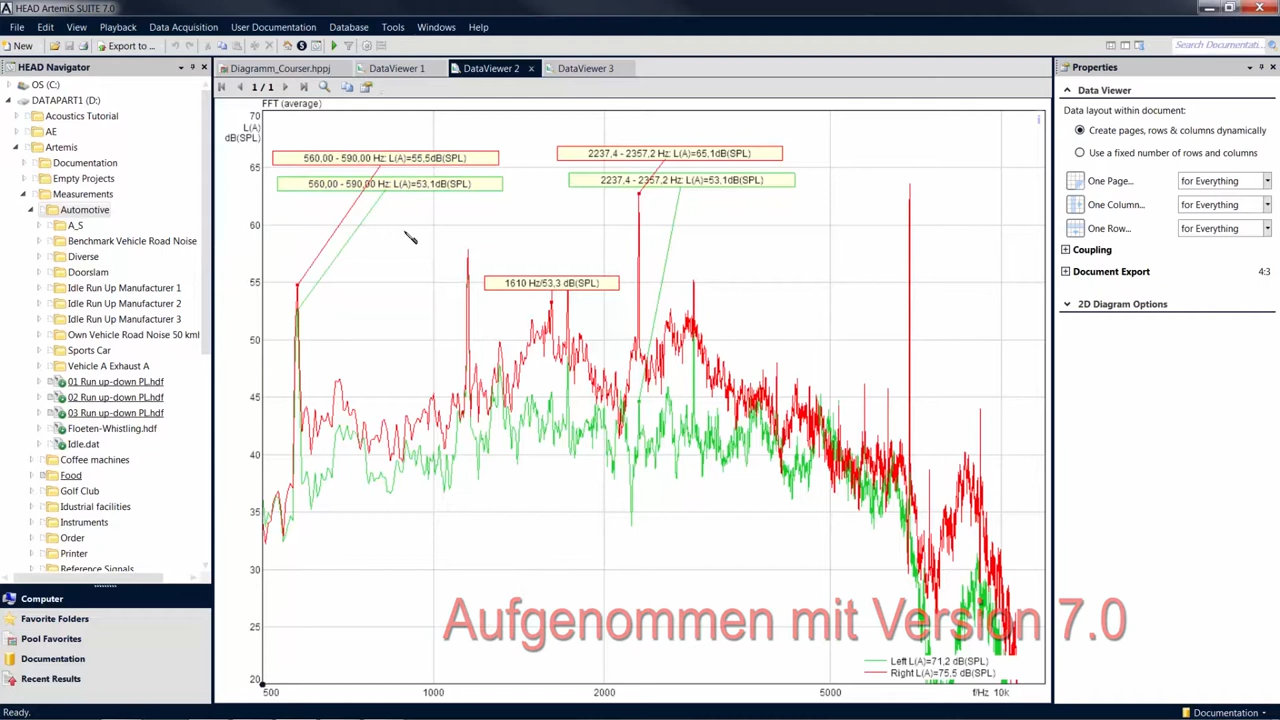 HEAD ArtemiS SUITE 7.0
File Edit View Playback Data Acquisition User Documentation Database Tools Windows Help
New Export to ... Search Documentati...
HEAD Navigator
OS (C:)
DATAPART1 (D:)
Acoustics Tutorial
AE
Artemis
Documentation
Empty Projects
Measurements
Automotive
A_S
Benchmark Vehicle Road Noise
Diverse
Doorslam
Idle Run Up Manufacturer 1
Idle Run Up Manufacturer 2
Idle Run Up Manufacturer 3
Own Vehicle Road Noise 50 kml
Sports Car
Vehicle A Exhaust A
01 Run up-down PL.hdf
02 Run up-down PL.hdf
03 Run up-down PL.hdf
Floeten-Whistling.hdf
Idle.dat
Coffee machines
Food
Golf Club
Idustrial facilities
Instruments
Order
Printer
Reference Signals
Computer
Favorite Folders
Pool Favorites
Documentation
Recent Results
Ready.
Diagramm_Courser.hppj DataViewer 1 DataViewer 2 DataViewer 3
1 / 1
FFT (average)
70
L(A)
dB(SPL)
65
60
55
50
45
40
35
30
25
20
560,00 - 590,00 Hz: L(A)=55,5dB(SPL)
560,00 - 590,00 Hz: L(A)=53,1dB(SPL)
2237,4 - 2357,2 Hz: L(A)=65,1dB(SPL)
2237,4 - 2357,2 Hz: L(A)=53,1dB(SPL)
1610 Hz/53,3 dB(SPL)
Aufgenommen mit Version 7.0
Left L(A)=71,2 dB(SPL)
Right L(A)=75,5 dB(SPL)
500 1000 2000 5000 f/Hz 10k
Properties
Data Viewer
Data layout within document:
Create pages, rows & columns dynamically
Use a fixed number of rows and columns
One Page... for Everything
One Column... for Everything
One Row... for Everything
Coupling
Document Export 4:3
2D Diagram Options
Documentation